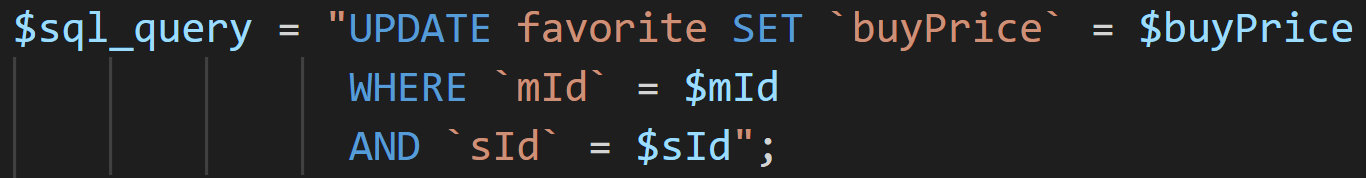 $sql_query = "UPDATE favorite SET `buyPrice` = $buyPrice
WHERE `mId` = $mId
AND `sId` = $sId";